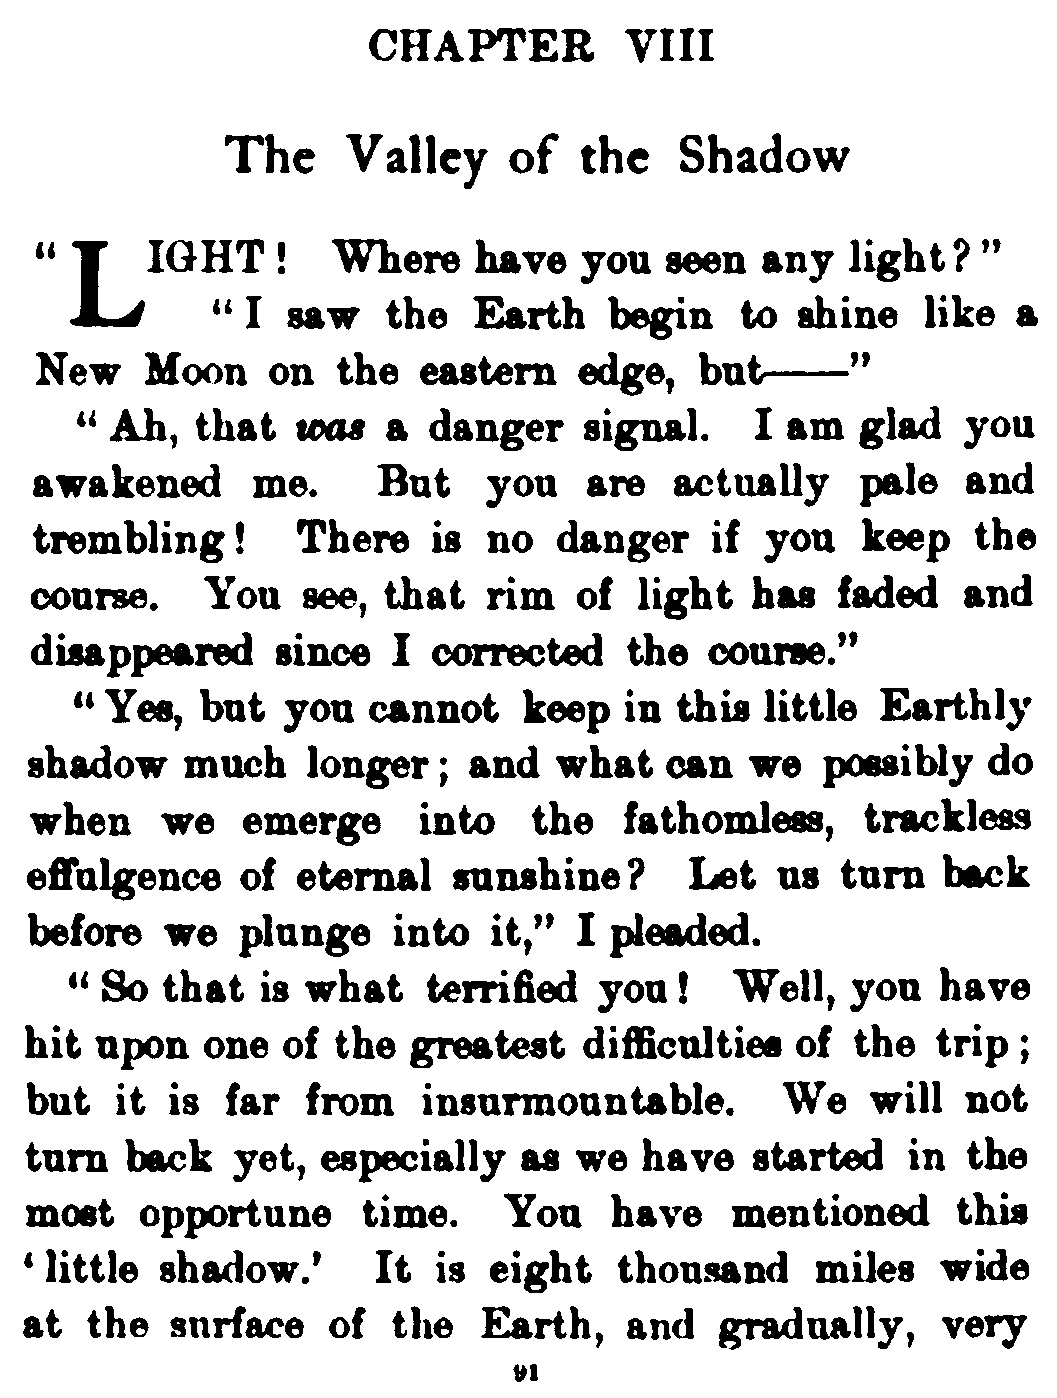 CHAPTER VIII
The Valley of the Shadow
“LIGHT! Where have you seen any light?”
“I saw the Earth begin to shine like a
New Moon on the eastern edge, but——”
“Ah, that was a danger signal. I am glad you
awakened me. But you are actually pale and
trembling! There is no danger if you keep the
course. You see, that rim of light has faded and
disappeared since I corrected the course.”
“Yes, but you cannot keep in this little Earthly
shadow much longer; and what can we possibly do
when we emerge into the fathomless, trackless
effulgence of eternal sunshine? Let us turn back
before we plunge into it,” I pleaded.
“So that is what terrified you! Well, you have
hit upon one of the greatest difficulties of the trip;
but it is far from insurmountable. We will not
turn back yet, especially as we have started in the
most opportune time. You have mentioned this
‘little shadow.’ It is eight thousand miles wide
at the surface of the Earth, and gradually, very
91